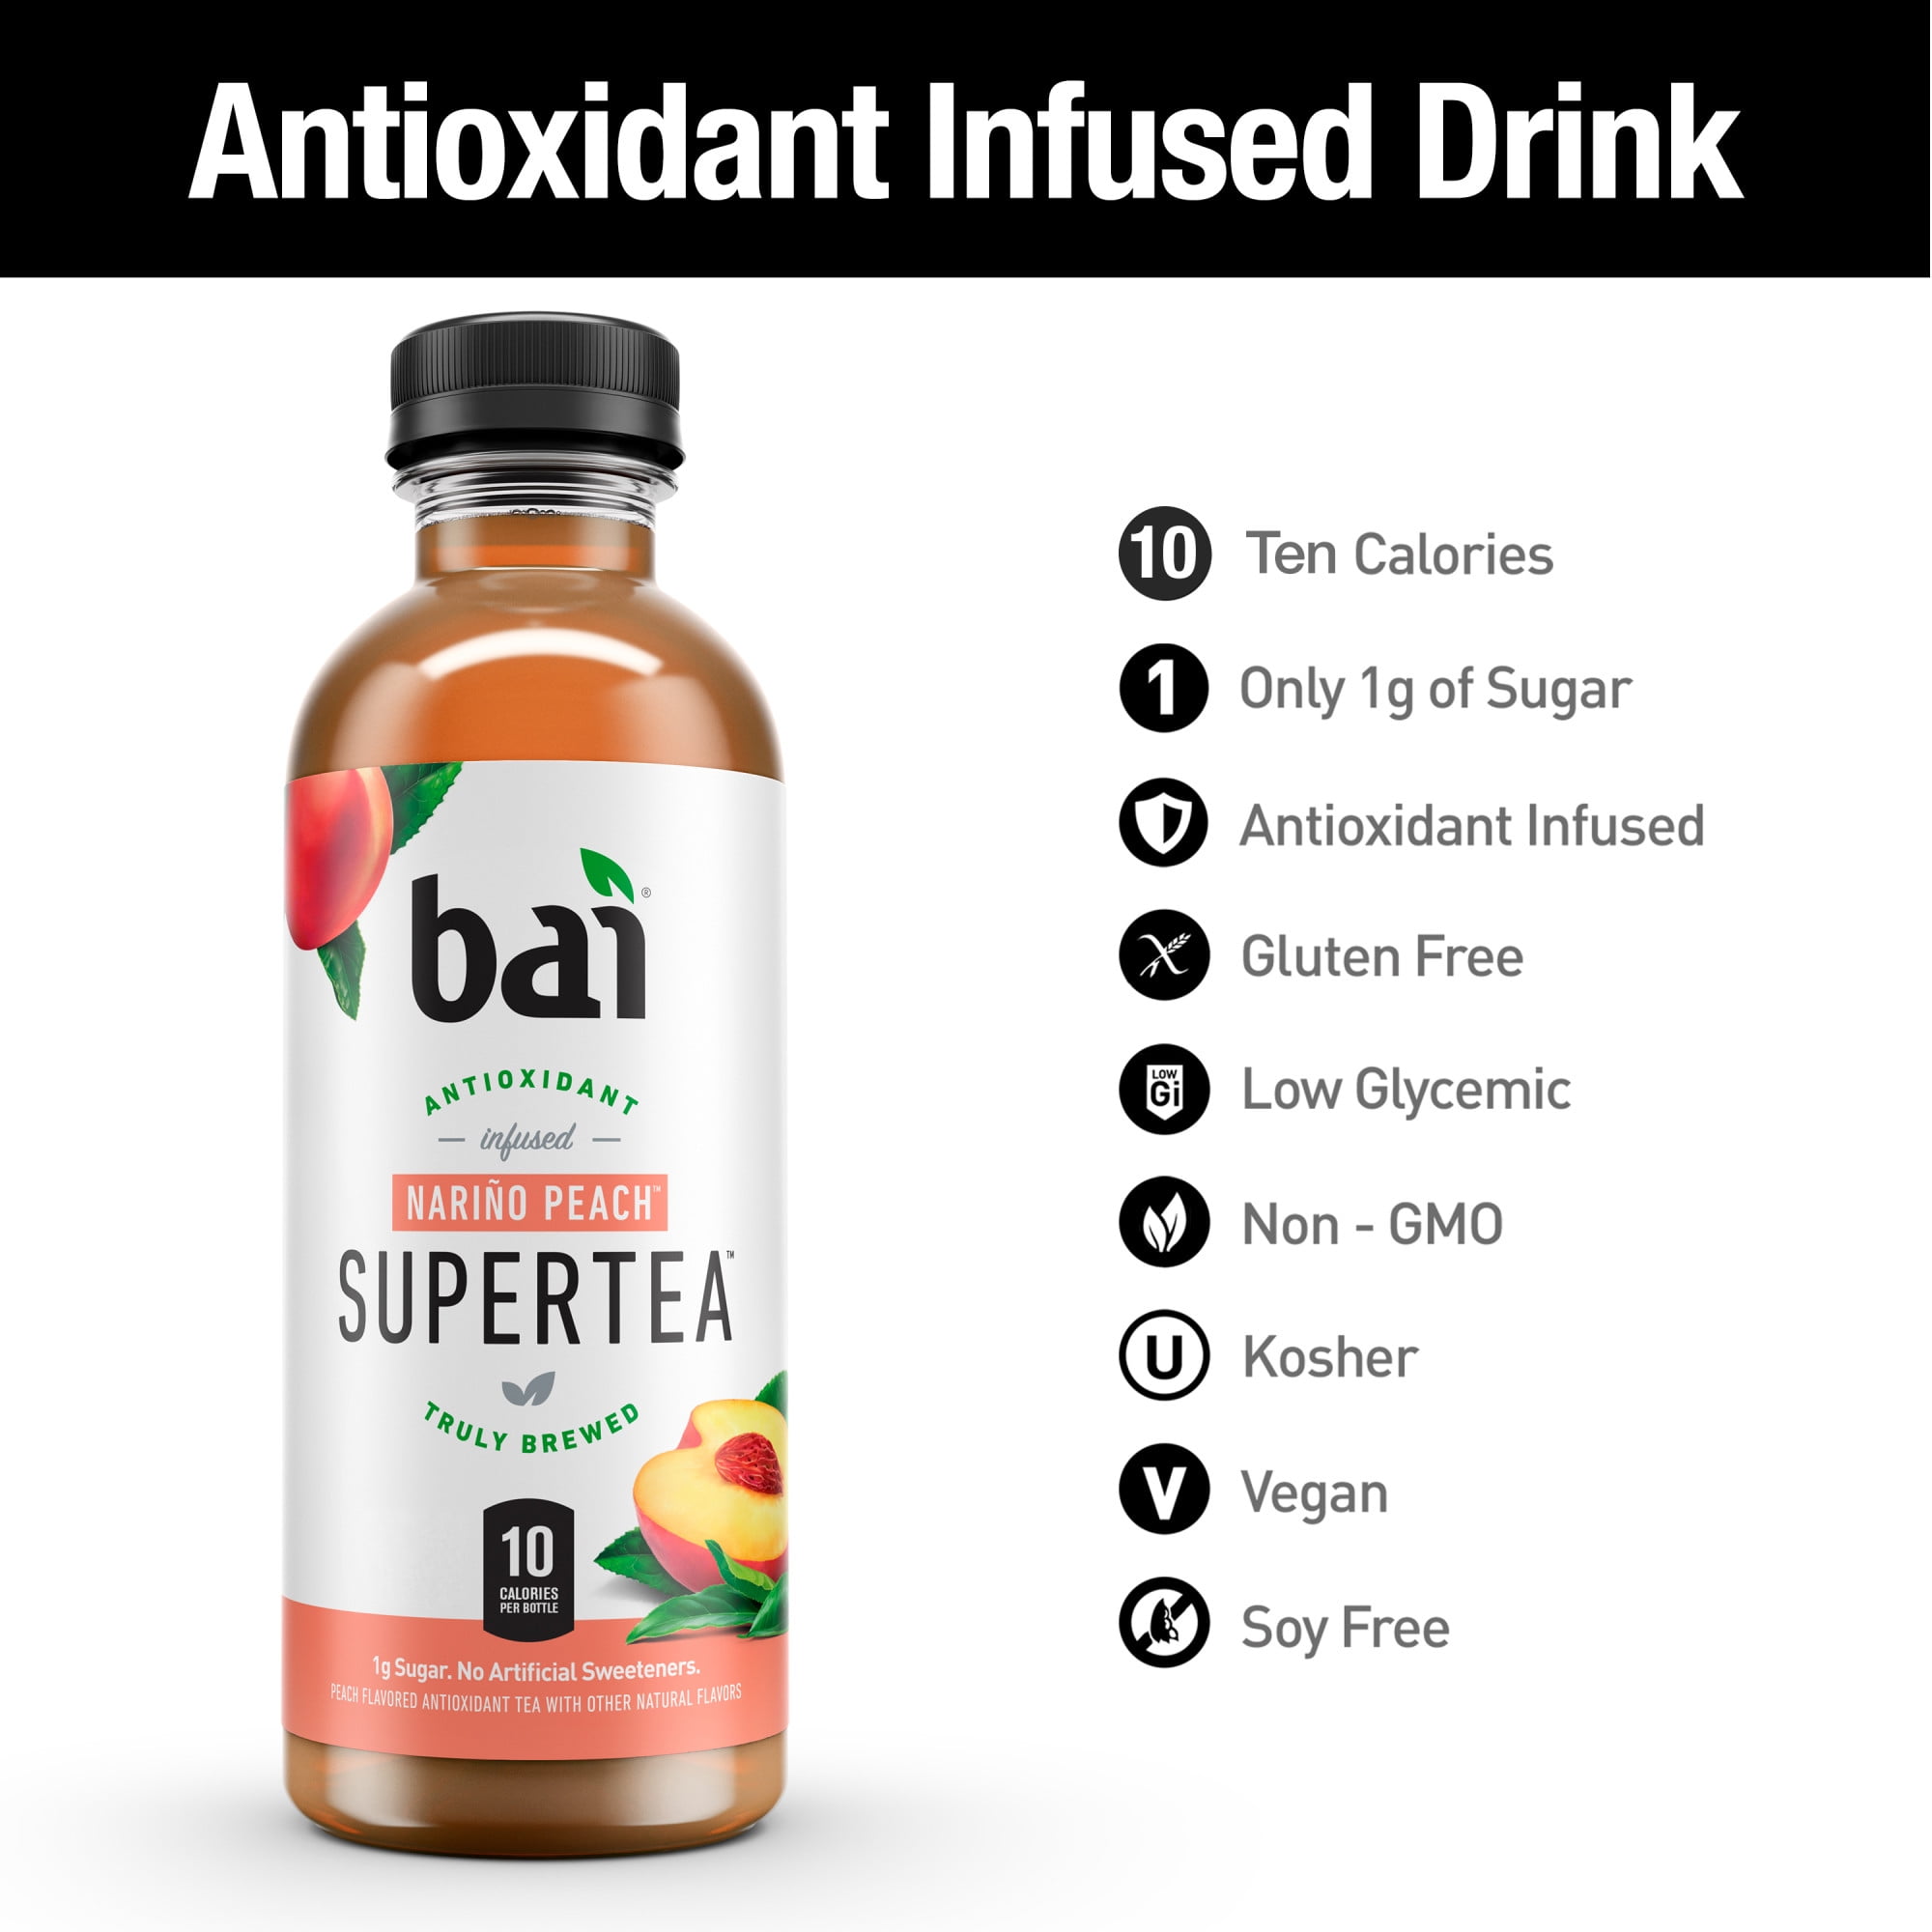 Antioxidant Infused Drink
bai®
ANTIOXIDANT
infused
NARIÑO PEACH™
SUPERTEA™
TRULY BREWED
10
CALORIES
PER BOTTLE
1g Sugar. No Artificial Sweeteners.
PEACH FLAVORED ANTIOXIDANT TEA WITH OTHER NATURAL FLAVORS
10 Ten Calories
1 Only 1g of Sugar
Antioxidant Infused
Gluten Free
LOW
Gi Low Glycemic
Non - GMO
U Kosher
V Vegan
Soy Free